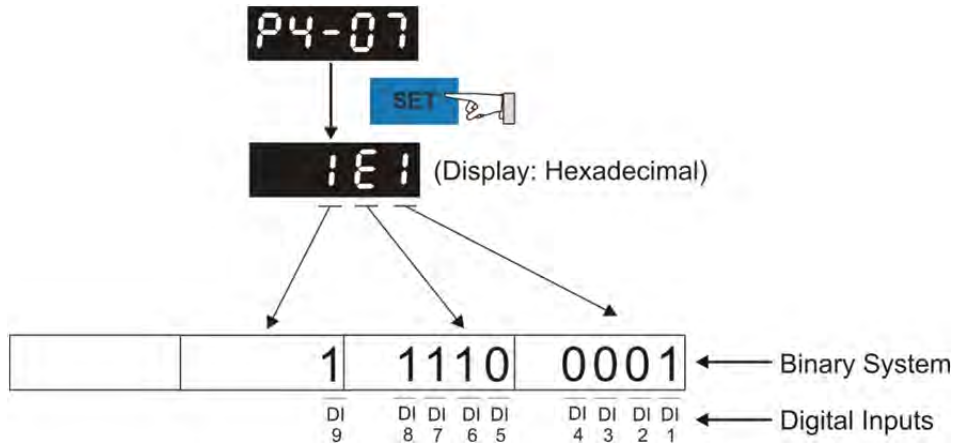 P4-07
SET
1E1 (Display: Hexadecimal)
1 1110 0001 Binary System
DI DI DI DI DI DI DI DI DI Digital Inputs
9 8 7 6 5 4 3 2 1